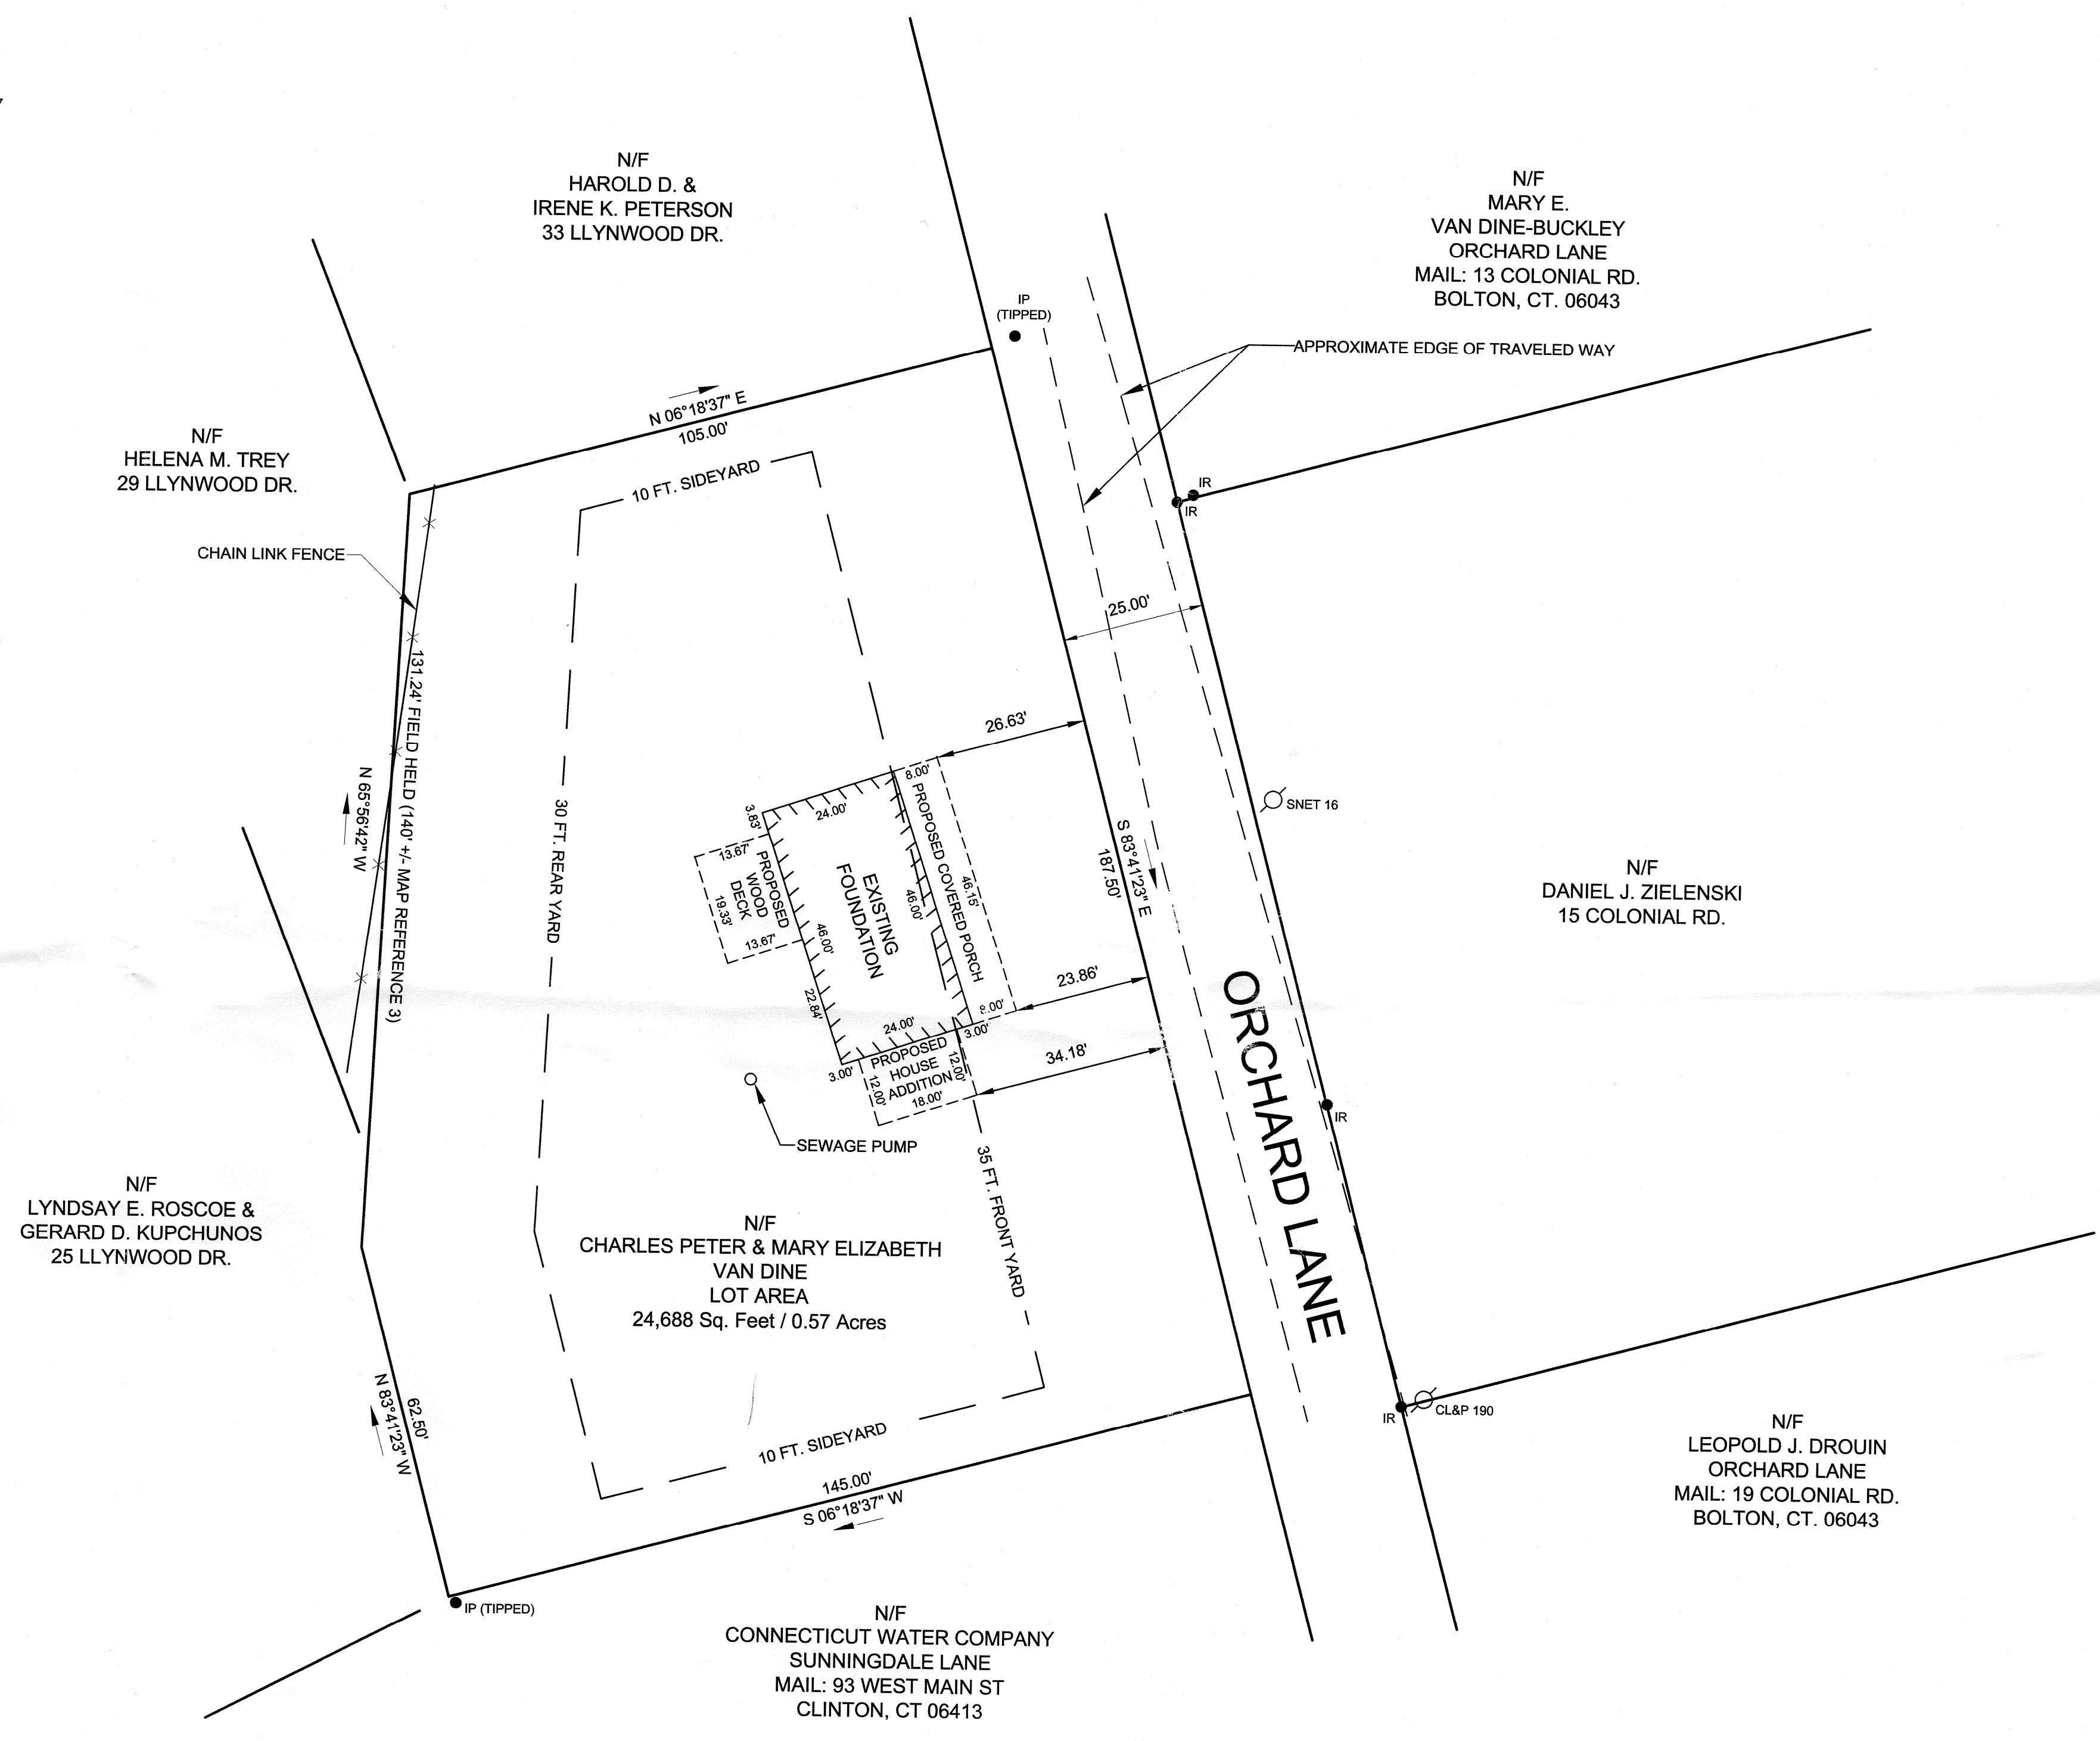 N/F
HAROLD D. &
IRENE K. PETERSON
33 LLYNWOOD DR.
N/F
MARY E.
VAN DINE-BUCKLEY
ORCHARD LANE
MAIL: 13 COLONIAL RD.
BOLTON, CT. 06043
IP
(TIPPED)
APPROXIMATE EDGE OF TRAVELED WAY
N 06°18'37" E
105.00'
N/F
HELENA M. TREY
29 LLYNWOOD DR.
10 FT. SIDEYARD
IR
IR
CHAIN LINK FENCE
25.00'
131.24' FIELD HELD (140' +/- MAP REFERENCE 3)
N 65°56'42" W
30 FT. REAR YARD
26.63'
8.00'
3.83'
24.00'
PROPOSED COVERED PORCH
46.15'
46.00'
EXISTING
FOUNDATION
13.67'
PROPOSED
WOOD
DECK
19.33'
13.67'
46.00'
22.84'
SNET 16
S 83°41'23" E
187.50'
N/F
DANIEL J. ZIELENSKI
15 COLONIAL RD.
23.86'
8.00'
24.00'
3.00'
34.18'
3.00'
PROPOSED
HOUSE
ADDITION
12.00'
12.00'
18.00'
ORCHARD LANE
IR
SEWAGE PUMP
35 FT. FRONT YARD
N/F
LYNDSAY E. ROSCOE &
GERARD D. KUPCHUNOS
25 LLYNWOOD DR.
N/F
CHARLES PETER & MARY ELIZABETH
VAN DINE
LOT AREA
24,688 Sq. Feet / 0.57 Acres
62.50'
N 83°41'23" W
10 FT. SIDEYARD
145.00'
S 06°18'37" W
IR
CL&P 190
N/F
LEOPOLD J. DROUIN
ORCHARD LANE
MAIL: 19 COLONIAL RD.
BOLTON, CT. 06043
IP (TIPPED)
N/F
CONNECTICUT WATER COMPANY
SUNNINGDALE LANE
MAIL: 93 WEST MAIN ST
CLINTON, CT 06413